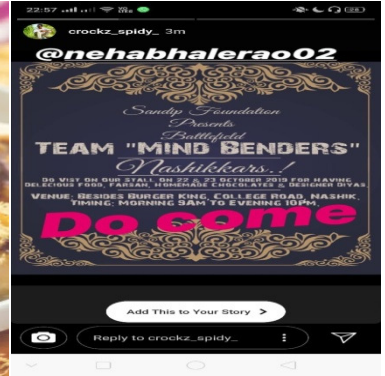 22:57
28
crockz_spidy_ 3m
@nehabhalerao02
Sandip Foundation
Presents
Battlefield
TEAM "MIND BENDERS"
Nashikkars..!
DO VIST ON OUR STALL ON 22 & 23 OCTOBER 2019 FOR HAVING
DELECIOUS FOOD, FARSAN, HOMEMADE CHOCOLATES & DESIGNER DIYAS.
VENUE: BESIDES BURGER KING, COLLEGE ROAD, NASHIK.
TIMING: MORNING 9AM TO EVENING 10PM.
Do come
Add This to Your Story >
Reply to crockz_spidy_